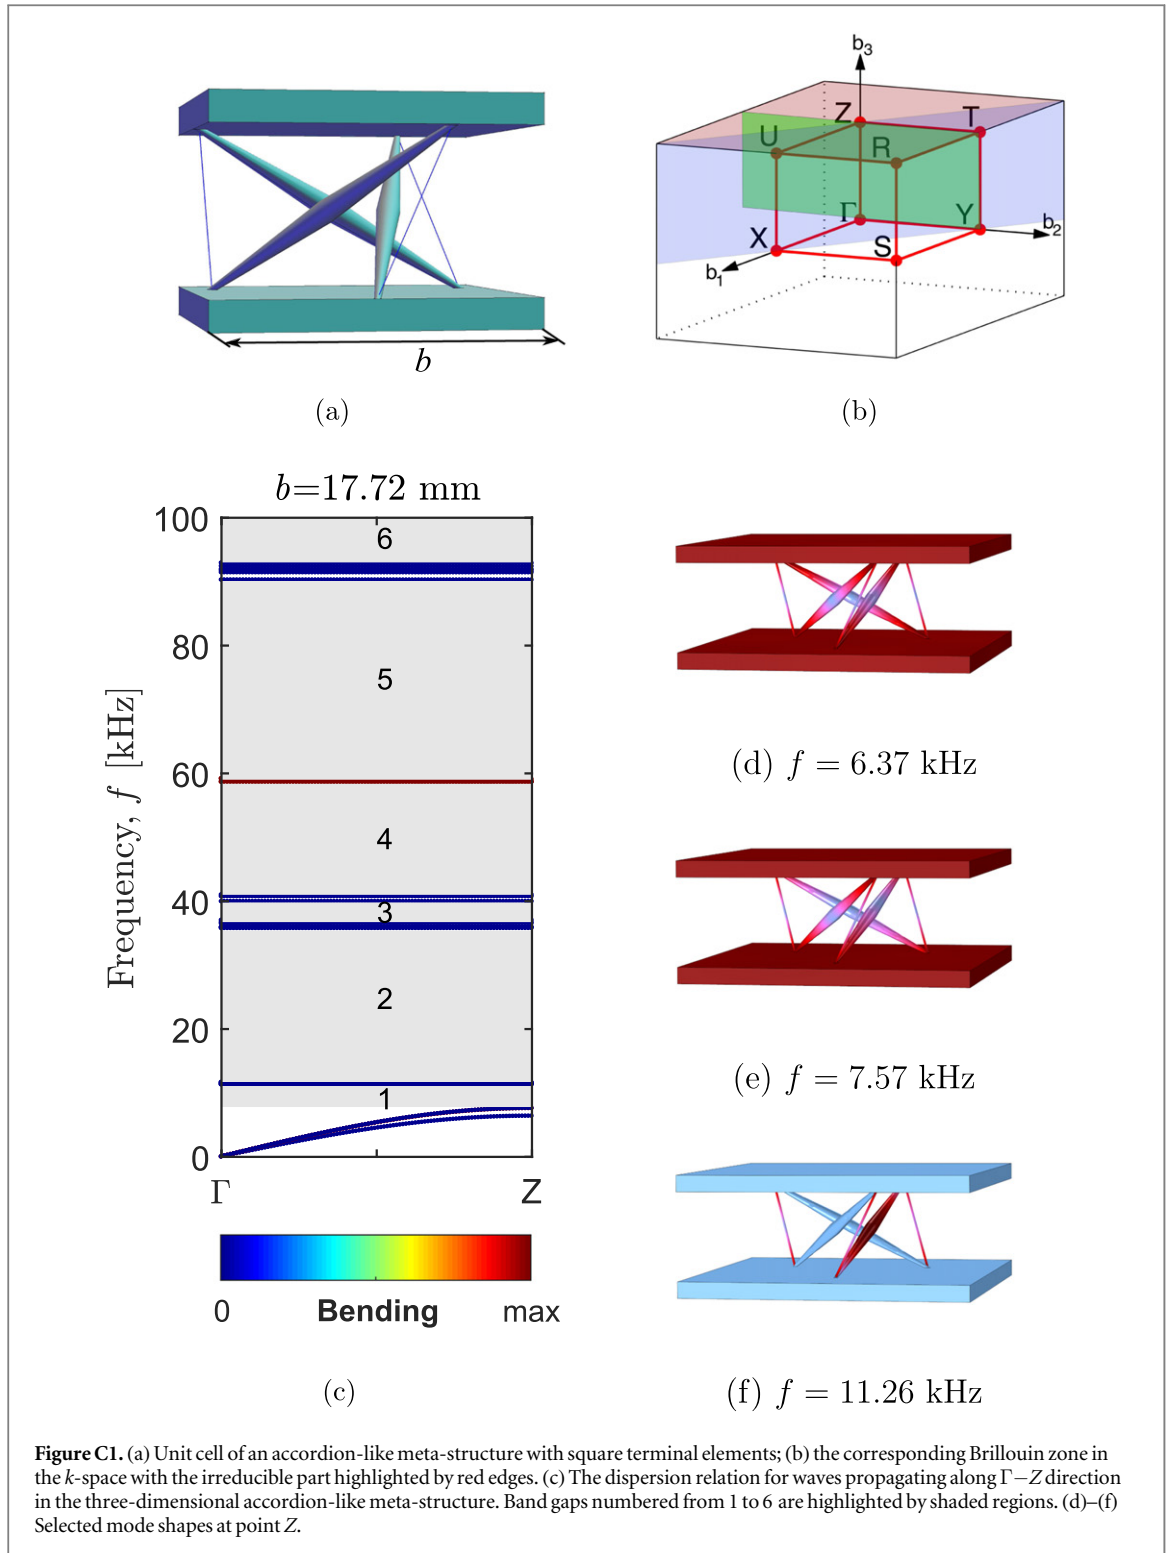 b
(a)
b₃
Z
T
U
R
Γ
Y
b₂
X
S
b₁
(b)
b=17.72 mm
100
80
60
40
20
0
Frequency, f [kHz]
6
5
4
3
2
1
Γ
Z
0
Bending
max
(c)
(d) f = 6.37 kHz
(e) f = 7.57 kHz
(f) f = 11.26 kHz
Figure C1. (a) Unit cell of an accordion-like meta-structure with square terminal elements; (b) the corresponding Brillouin zone in
the k-space with the irreducible part highlighted by red edges. (c) The dispersion relation for waves propagating along Γ−Z direction
in the three-dimensional accordion-like meta-structure. Band gaps numbered from 1 to 6 are highlighted by shaded regions. (d)–(f)
Selected mode shapes at point Z.